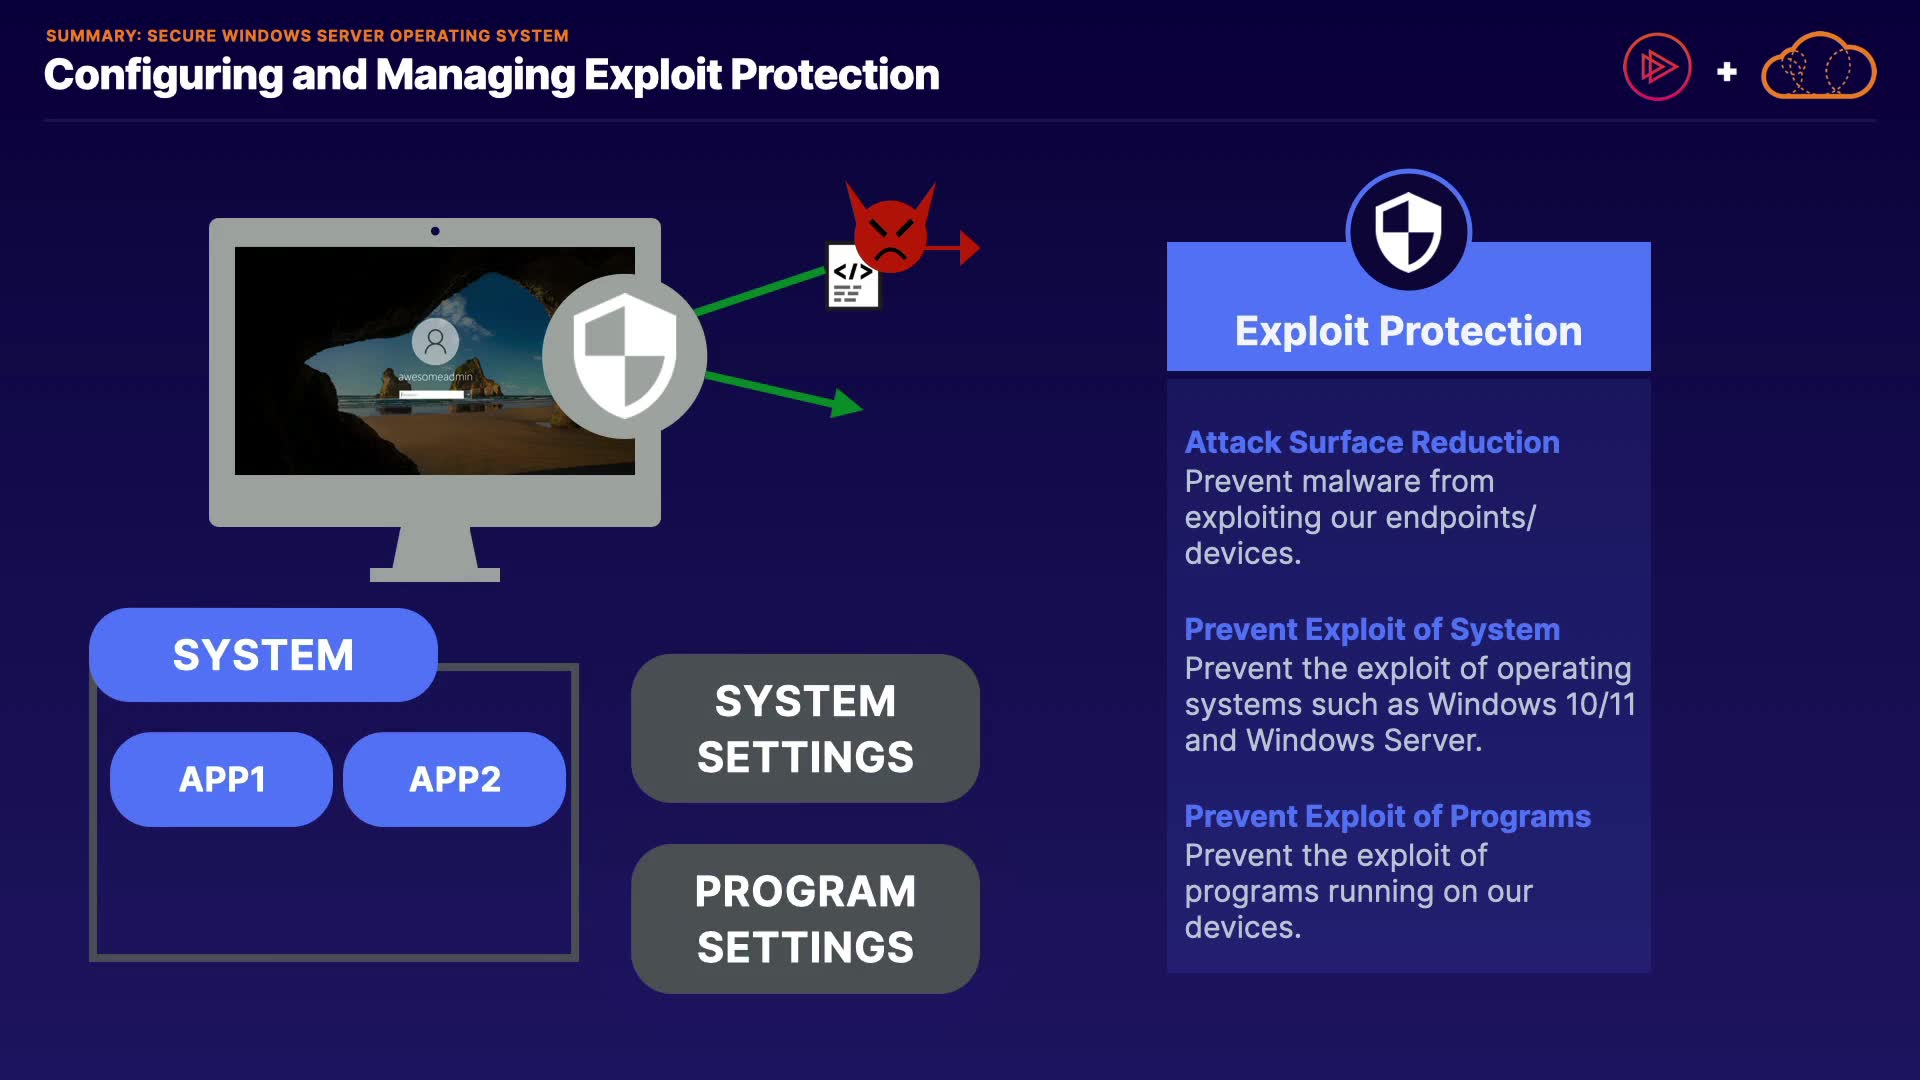 SUMMARY: SECURE WINDOWS SERVER OPERATING SYSTEM
Configuring and Managing Exploit Protection
+
</>
awesomeadmin
SYSTEM
APP1
APP2
SYSTEM
SETTINGS
PROGRAM
SETTINGS
Exploit Protection
Attack Surface Reduction
Prevent malware from
exploiting our endpoints/
devices.
Prevent Exploit of System
Prevent the exploit of operating
systems such as Windows 10/11
and Windows Server.
Prevent Exploit of Programs
Prevent the exploit of
programs running on our
devices.